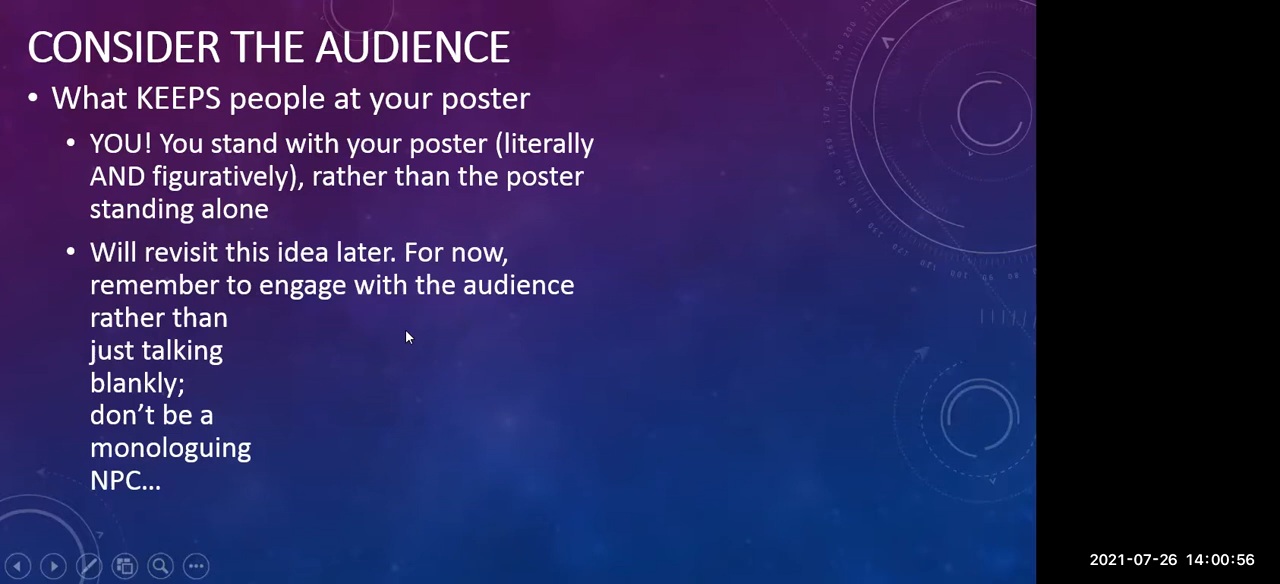 CONSIDER THE AUDIENCE
• What KEEPS people at your poster
• YOU! You stand with your poster (literally
AND figuratively), rather than the poster
standing alone
• Will revisit this idea later. For now,
remember to engage with the audience
rather than
just talking
blankly;
don’t be a
monologuing
NPC…
2021-07-26 14:00:56